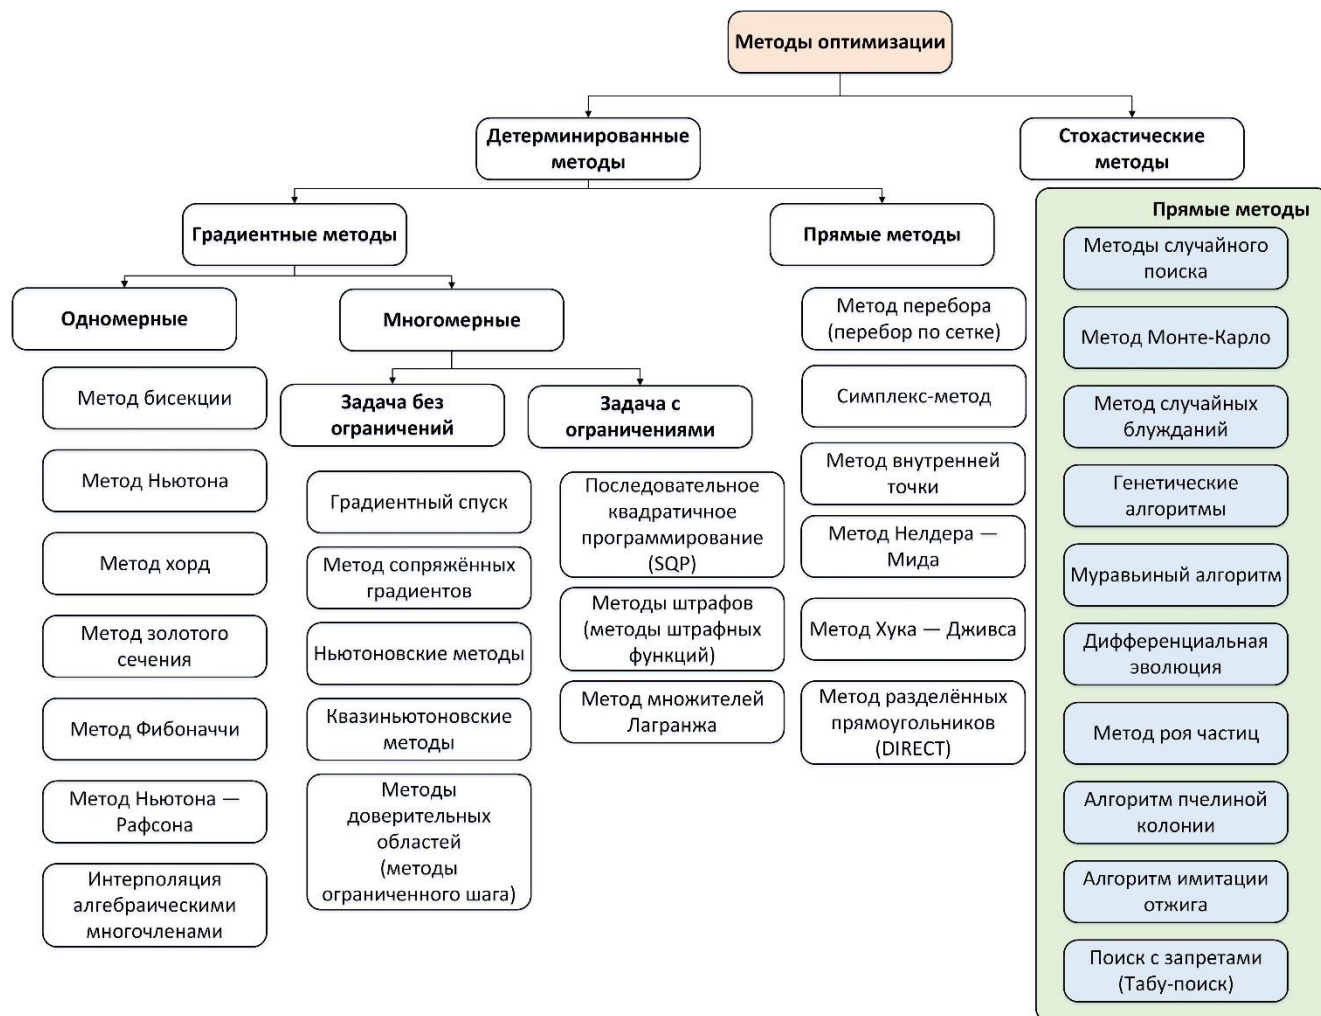 Методы оптимизации
Детерминированные
методы
Стохастические
методы
Градиентные методы
Прямые методы
Одномерные
Многомерные
Метод бисекции
Метод Ньютона
Метод хорд
Метод золотого
сечения
Метод Фибоначчи
Метод Ньютона —
Рафсона
Интерполяция
алгебраическими
многочленами
Задача без
ограничений
Градиентный спуск
Метод сопряжённых
градиентов
Ньютоновские методы
Квазиньютоновские
методы
Методы
доверительных
областей
(методы
ограниченного шага)
Задача с
ограничениями
Последовательное
квадратичное
программирование
(SQP)
Методы штрафов
(методы штрафных
функций)
Метод множителей
Лагранжа
Метод перебора
(перебор по сетке)
Симплекс-метод
Метод внутренней
точки
Метод Нелдера —
Мида
Метод Хука — Дживса
Метод разделённых
прямоугольников
(DIRECT)
Прямые методы
Методы случайного
поиска
Метод Монте-Карло
Метод случайных
блужданий
Генетические
алгоритмы
Муравьиный алгоритм
Дифференциальная
эволюция
Метод роя частиц
Алгоритм пчелиной
колонии
Алгоритм имитации
отжига
Поиск с запретами
(Табу-поиск)